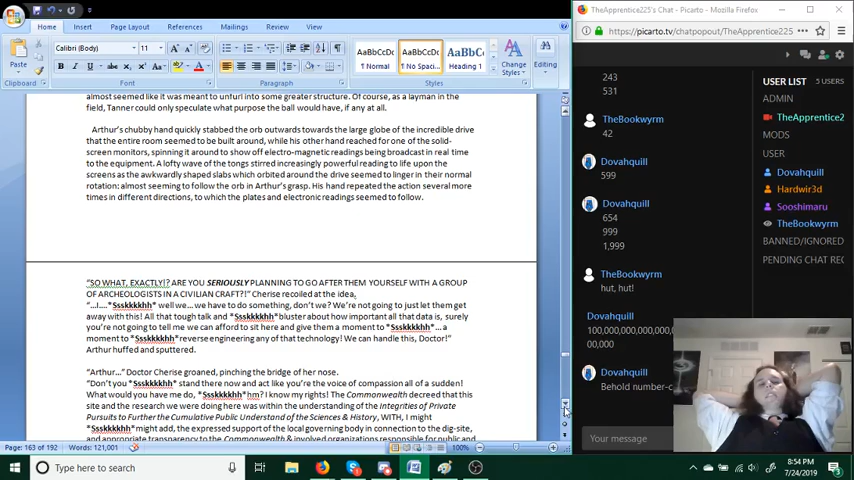 Home
Insert
Page Layout
References
Mailings
Review
View
Calibri (Body)
11
Paste
Clipboard
Font
Paragraph
Styles
AaBbCcDc
AaBbCcDc
AaBbCc
¶ Normal
¶ No Spaci...
Heading 1
Change
Styles
Editing
almost seemed like it was meant to unfurl into some greater structure. Of course, as a layman in the
field, Tanner could only speculate what purpose the ball would have, if any at all.
Arthur's chubby hand quickly stabbed the orb outwards towards the large globe of the incredible drive
that the entire room seemed to be built around, while his other hand reached for one of the solid-
screen monitors, spinning it around to show off electro-magnetic readings being broadcast in real time
to the equipment. A lofty wave of the tongs stirred increasingly powerful reading to life upon the
screens as the awkwardly shaped slabs which orbited around the drive seemed to linger in their normal
rotation: almost seeming to follow the orb in Arthur's grasp. His hand repeated the action several more
times in different directions, to which the plates and electronic readings seemed to follow.
"SO WHAT, EXACTLY!? ARE YOU SERIOUSLY PLANNING TO GO AFTER THEM YOURSELF WITH A GROUP
OF ARCHEOLOGISTS IN A CIVILIAN CRAFT?!" Cherise recoiled at the idea.
"...I....*Ssskkkkhh* well we... we have to do something, don't we? We're not going to just let them get
away with this! All that tough talk and *Ssskkkkhh* bluster about how important all that data is, surely
you're not going to tell me we can afford to sit here and give them a moment to *Ssskkkkhh*... a
moment to *Ssskkkkhh* reverse engineering any of that technology! We can handle this, Doctor!"
Arthur huffed and sputtered.
"Arthur..." Doctor Cherise groaned, pinching the bridge of her nose.
"Don't you *Ssskkkkhh* stand there now and act like you're the voice of compassion all of a sudden!
What would you have me do, *Ssskkkkhh* hm? I know my rights! The Commonwealth decreed that this
site and the research we were doing here was within the understanding of the Integrities of Private
Pursuits to Further the Cumulative Public Understand of the Sciences & History, WITH, I might
*Ssskkkkhh* might add, the expressed support of the local governing body in connection to the dig-site,
and appropriate transparency to the Commonwealth & involved organizations responsible for public and
Page: 163 of 192
Words: 121,001
100%
Type here to search
8:54 PM
7/24/2019
TheApprentice225's Chat - Picarto - Mozilla Firefox
https://picarto.tv/chatpopout/TheApprentice225
243
531
TheBookwyrm
42
Dovahquill
599
Dovahquill
654
999
1,999
TheBookwyrm
hut, hut!
Dovahquill
100,000,000,000,000,
00,000
Dovahquill
Behold number-
Your message
USER LIST
5 USERS
ADMIN
TheApprentice2
MODS
USER
Dovahquill
Hardwir3d
Sooshimaru
TheBookwyrm
BANNED/IGNORED
PENDING CHAT REQ